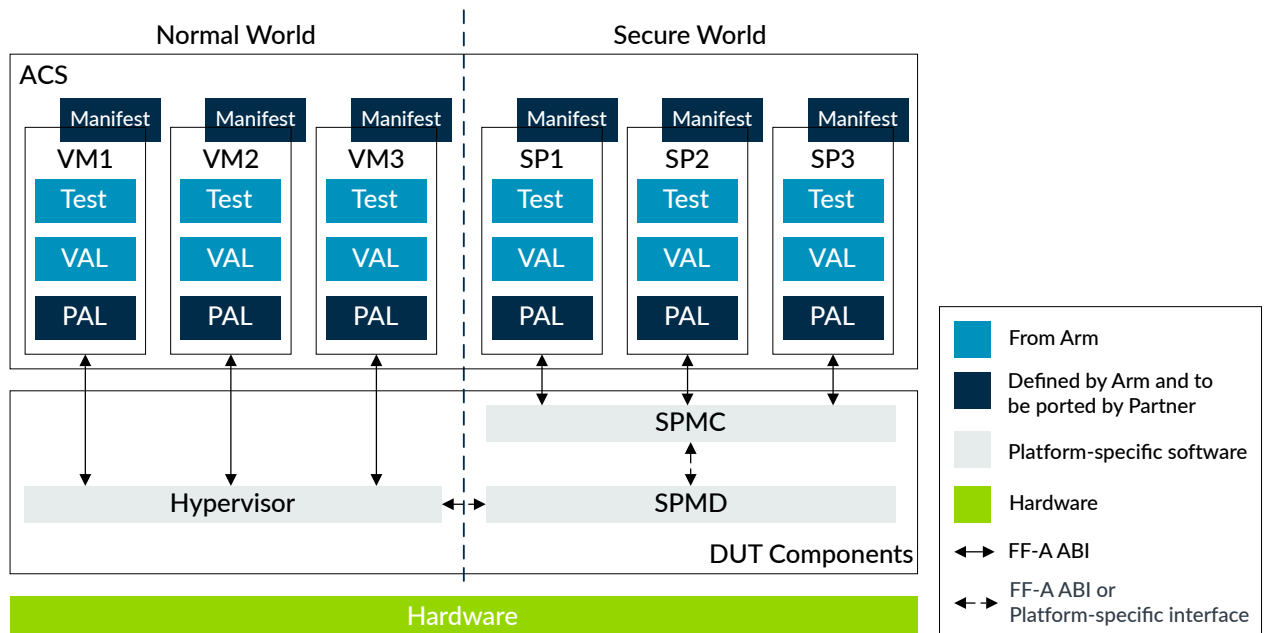 Normal World
Secure World
ACS
Manifest
Manifest
Manifest
Manifest
Manifest
Manifest
VM1
VM2
VM3
SP1
SP2
SP3
Test
Test
Test
Test
Test
Test
VAL
VAL
VAL
VAL
VAL
VAL
PAL
PAL
PAL
PAL
PAL
PAL
SPMC
Hypervisor
SPMD
DUT Components
Hardware
From Arm
Defined by Arm and to
be ported by Partner
Platform-specific software
Hardware
FF-A ABI
FF-A ABI or
Platform-specific interface